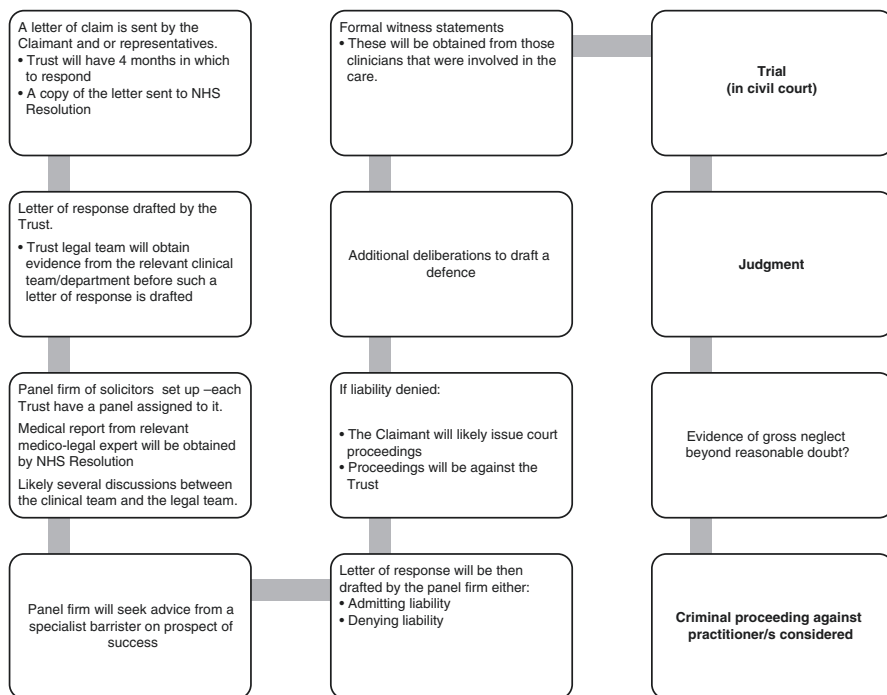 A letter of claim is sent by the
Claimant and or representatives.
• Trust will have 4 months in which
to respond
• A copy of the letter sent to NHS
Resolution
Letter of response drafted by the
Trust.
• Trust legal team will obtain
evidence from the relevant clinical
team/department before such a
letter of response is drafted
Panel firm of solicitors set up –each
Trust have a panel assigned to it.
Medical report from relevant
medico-legal expert will be obtained
by NHS Resolution
Likely several discussions between
the clinical team and the legal team.
Panel firm will seek advice from a
specialist barrister on prospect of
success
Letter of response will be then
drafted by the panel firm either:
• Admitting liability
• Denying liability
If liability denied:
• The Claimant will likely issue court
proceedings
• Proceedings will be against the
Trust
Additional deliberations to draft a
defence
Formal witness statements
• These will be obtained from those
clinicians that were involved in the
care.
Trial
(in civil court)
Judgment
Evidence of gross neglect
beyond reasonable doubt?
Criminal proceeding against
practitioner/s considered